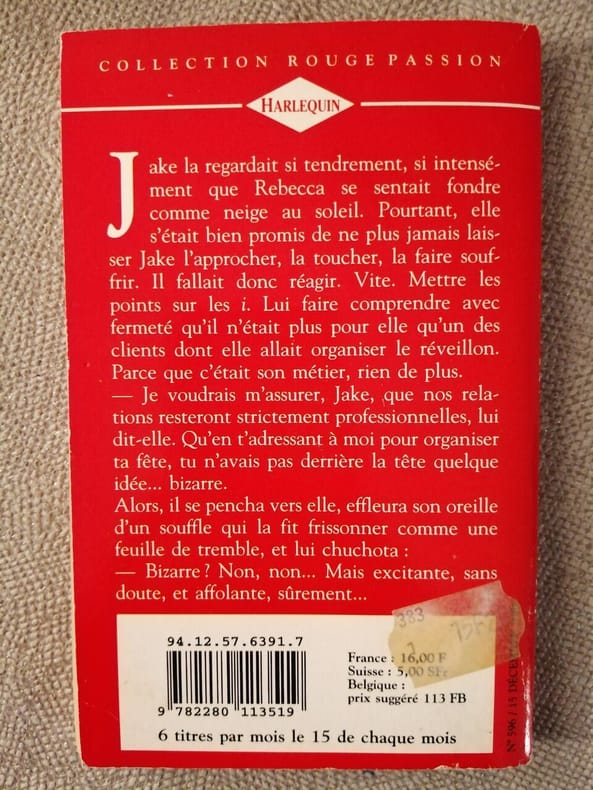 COLLECTION ROUGE PASSION
HARLEQUIN
Jake la regardait si tendrement, si intensé-
ment que Rebecca se sentait fondre
comme neige au soleil. Pourtant, elle
s'était bien promis de ne plus jamais lais-
ser Jake l'approcher, la toucher, la faire souf-
frir. Il fallait donc réagir. Vite. Mettre les
points sur les i. Lui faire comprendre avec
fermeté qu'il n'était plus pour elle qu'un des
clients dont elle allait organiser le réveillon.
Parce que c'était son métier, rien de plus.
— Je voudrais m'assurer, Jake, que nos rela-
tions resteront strictement professionnelles, lui
dit-elle. Qu'en t'adressant à moi pour organiser
ta fête, tu n'avais pas derrière la tête quelque
idée... bizarre.
Alors, il se pencha vers elle, effleura son oreille
d'un souffle qui la fit frissonner comme une
feuille de tremble, et lui chuchota :
— Bizarre ? Non, non... Mais excitante, sans
doute, et affolante, sûrement...
383
15F
94.12.57.6391.7
9 782280 113519
France : 16,00 F
Suisse : 5,00 SFr
Belgique :
prix suggéré 113 FB
6 titres par mois le 15 de chaque mois
N° 596 / 15 DÉCEM